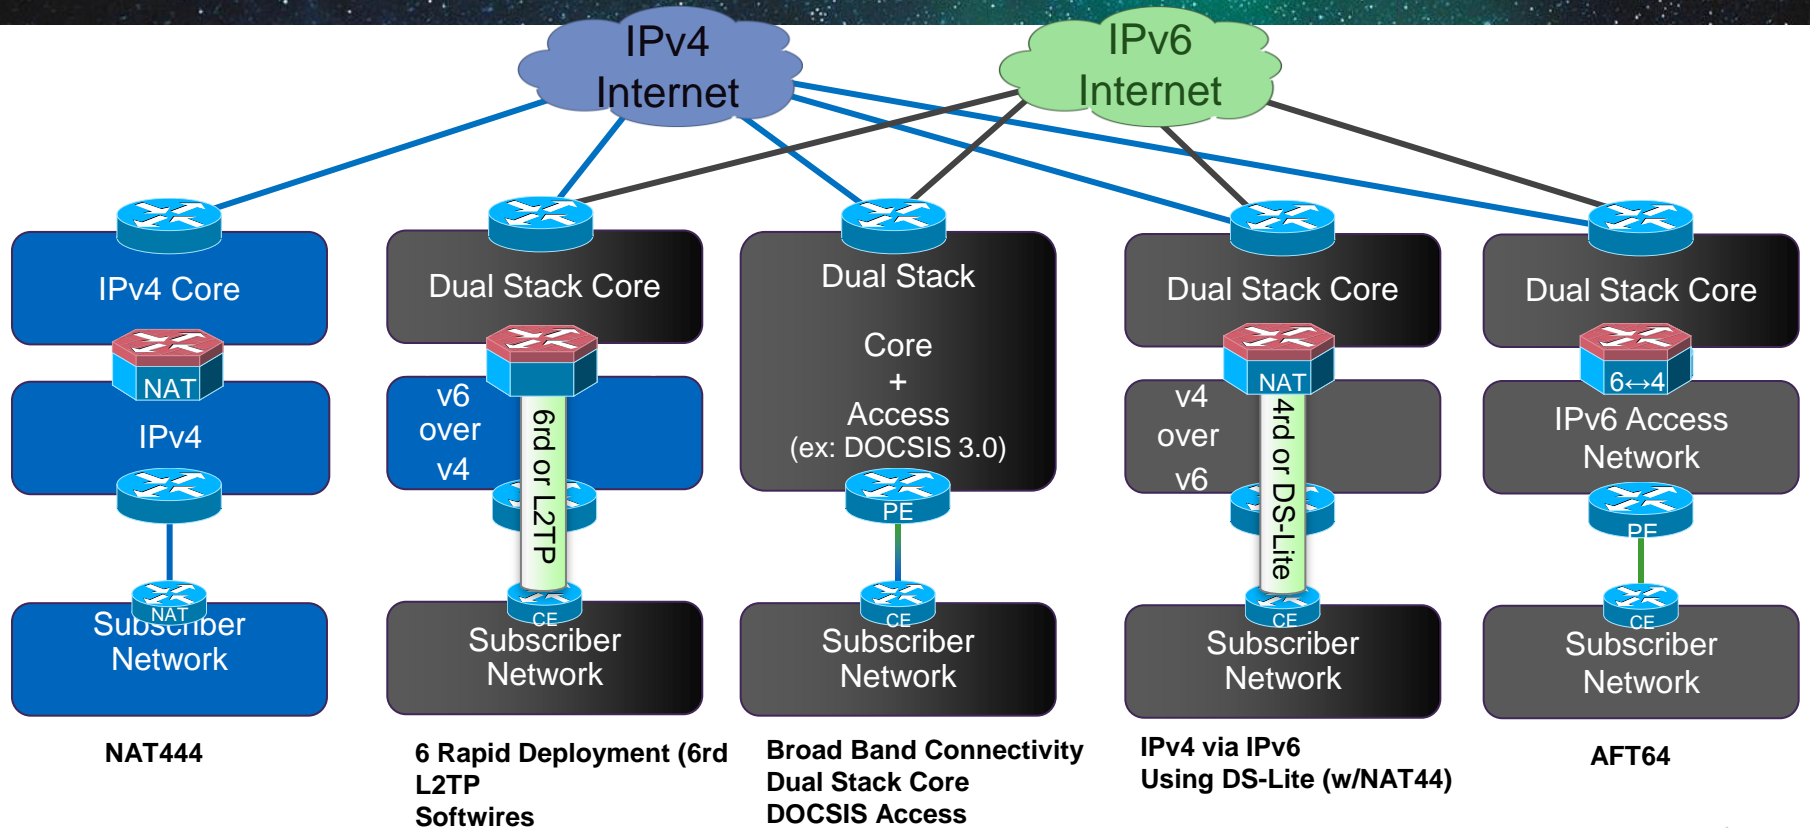 IPv4
Internet
IPv6
Internet
IPv4 Core
NAT
IPv4
NAT
Subscriber
Network
NAT444
Dual Stack Core
v6
over
v4
6rd or L2TP
CE
Subscriber
Network
6 Rapid Deployment (6rd
L2TP
Softwires
Dual Stack
Core
+
Access
(ex: DOCSIS 3.0)
PE
CE
Subscriber
Network
Broad Band Connectivity
Dual Stack Core
DOCSIS Access
Dual Stack Core
NAT
v4
over
v6
4rd or DS-Lite
CE
Subscriber
Network
IPv4 via IPv6
Using DS-Lite (w/NAT44)
Dual Stack Core
6↔4
IPv6 Access
Network
PE
CE
Subscriber
Network
AFT64